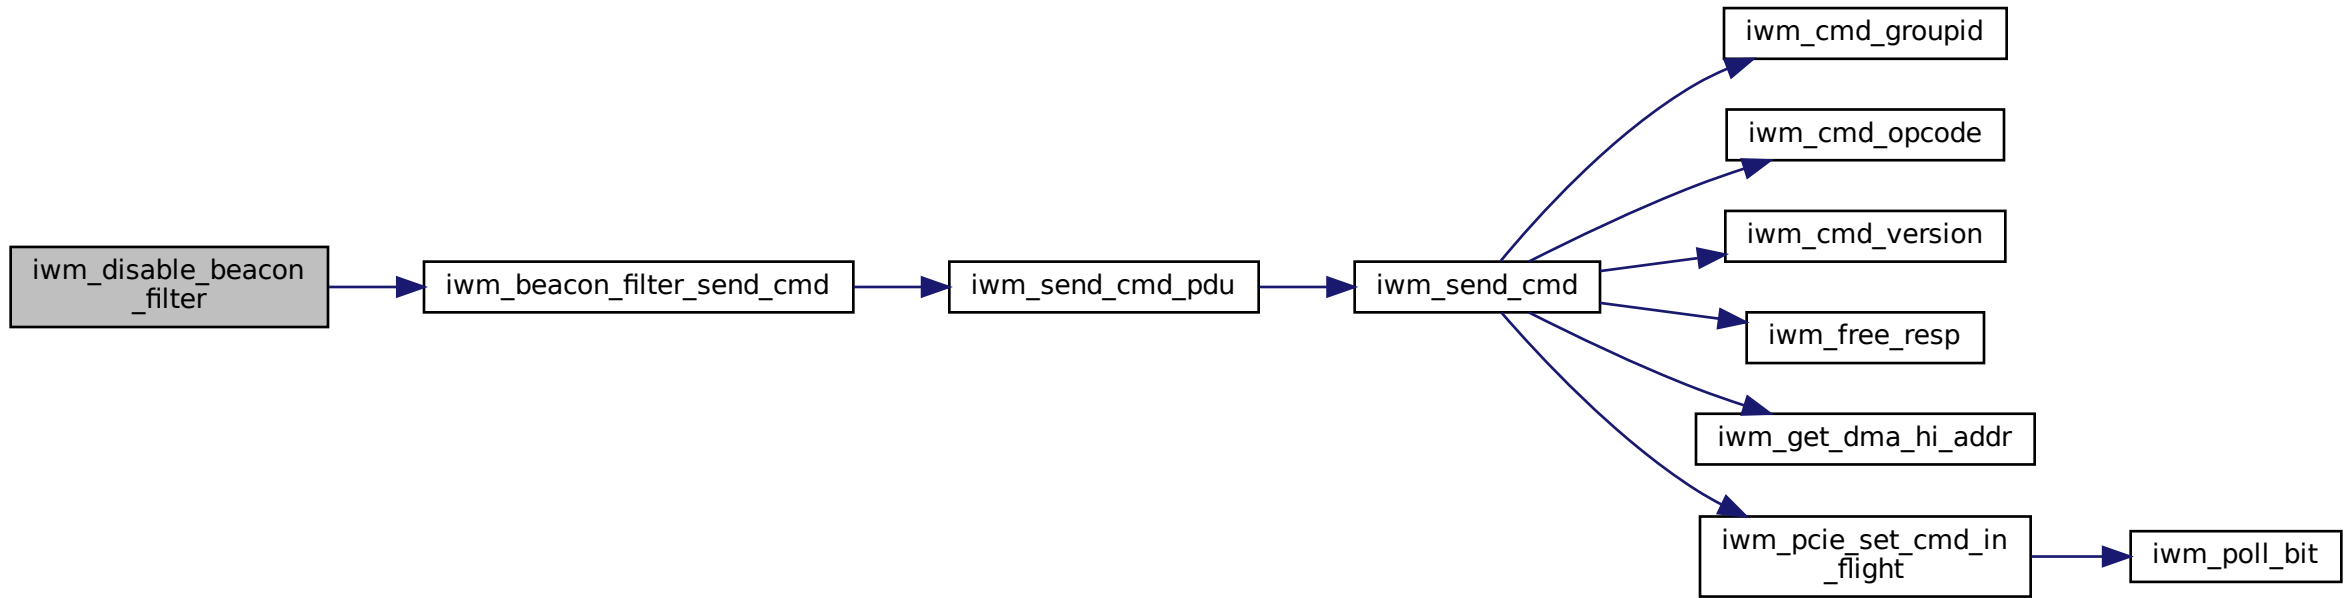 iwm_disable_beacon
_filter
iwm_beacon_filter_send_cmd
iwm_send_cmd_pdu
iwm_send_cmd
iwm_cmd_groupid
iwm_cmd_opcode
iwm_cmd_version
iwm_free_resp
iwm_get_dma_hi_addr
iwm_pcie_set_cmd_in
_flight
iwm_poll_bit